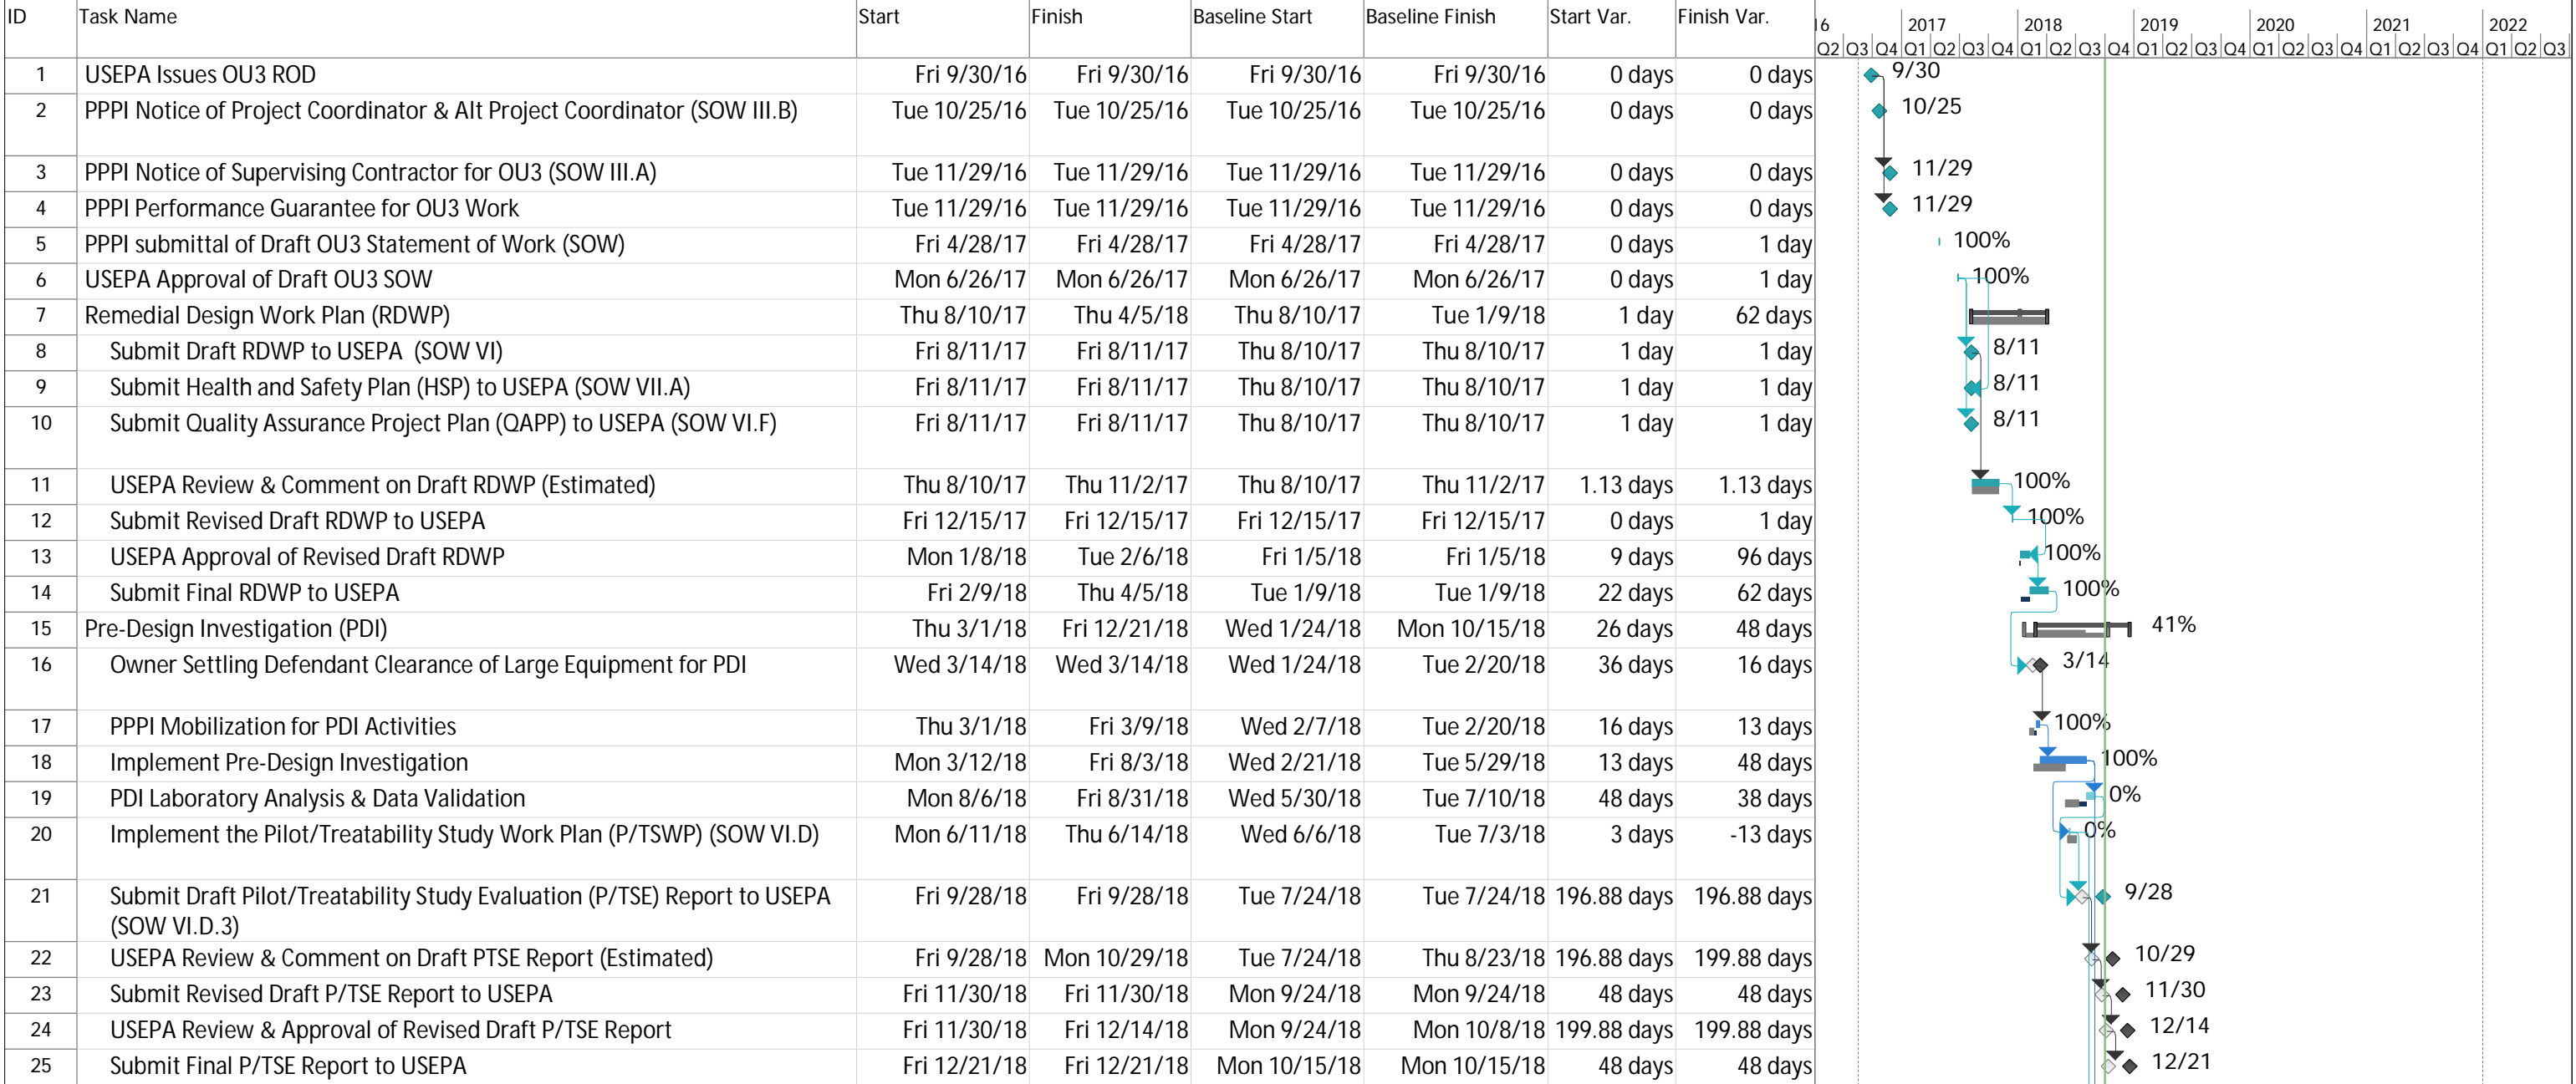 ID Task Name Start Finish Baseline Start Baseline Finish Start Var. Finish Var.
16 2017 2018 2019 2020 2021 2022
Q2 Q3 Q4 Q1 Q2 Q3 Q4 Q1 Q2 Q3 Q4 Q1 Q2 Q3 Q4 Q1 Q2 Q3 Q4 Q1 Q2 Q3 Q4 Q1 Q2 Q3
1 USEPA Issues OU3 ROD Fri 9/30/16 Fri 9/30/16 Fri 9/30/16 Fri 9/30/16 0 days 0 days 9/30
2 PPPI Notice of Project Coordinator & Alt Project Coordinator (SOW III.B) Tue 10/25/16 Tue 10/25/16 Tue 10/25/16 Tue 10/25/16 0 days 0 days 10/25
3 PPPI Notice of Supervising Contractor for OU3 (SOW III.A) Tue 11/29/16 Tue 11/29/16 Tue 11/29/16 Tue 11/29/16 0 days 0 days 11/29
4 PPPI Performance Guarantee for OU3 Work Tue 11/29/16 Tue 11/29/16 Tue 11/29/16 Tue 11/29/16 0 days 0 days 11/29
5 PPPI submittal of Draft OU3 Statement of Work (SOW) Fri 4/28/17 Fri 4/28/17 Fri 4/28/17 Fri 4/28/17 0 days 1 day 100%
6 USEPA Approval of Draft OU3 SOW Mon 6/26/17 Mon 6/26/17 Mon 6/26/17 Mon 6/26/17 0 days 1 day 100%
7 Remedial Design Work Plan (RDWP) Thu 8/10/17 Thu 4/5/18 Thu 8/10/17 Tue 1/9/18 1 day 62 days
8 Submit Draft RDWP to USEPA (SOW VI) Fri 8/11/17 Fri 8/11/17 Thu 8/10/17 Thu 8/10/17 1 day 1 day 8/11
9 Submit Health and Safety Plan (HSP) to USEPA (SOW VII.A) Fri 8/11/17 Fri 8/11/17 Thu 8/10/17 Thu 8/10/17 1 day 1 day 8/11
10 Submit Quality Assurance Project Plan (QAPP) to USEPA (SOW VI.F) Fri 8/11/17 Fri 8/11/17 Thu 8/10/17 Thu 8/10/17 1 day 1 day 8/11
11 USEPA Review & Comment on Draft RDWP (Estimated) Thu 8/10/17 Thu 11/2/17 Thu 8/10/17 Thu 11/2/17 1.13 days 1.13 days 100%
12 Submit Revised Draft RDWP to USEPA Fri 12/15/17 Fri 12/15/17 Fri 12/15/17 Fri 12/15/17 0 days 1 day 100%
13 USEPA Approval of Revised Draft RDWP Mon 1/8/18 Tue 2/6/18 Fri 1/5/18 Fri 1/5/18 9 days 96 days 100%
14 Submit Final RDWP to USEPA Fri 2/9/18 Thu 4/5/18 Tue 1/9/18 Tue 1/9/18 22 days 62 days 100%
15 Pre-Design Investigation (PDI) Thu 3/1/18 Fri 12/21/18 Wed 1/24/18 Mon 10/15/18 26 days 48 days 41%
16 Owner Settling Defendant Clearance of Large Equipment for PDI Wed 3/14/18 Wed 3/14/18 Wed 1/24/18 Tue 2/20/18 36 days 16 days 3/14
17 PPPI Mobilization for PDI Activities Thu 3/1/18 Fri 3/9/18 Wed 2/7/18 Tue 2/20/18 16 days 13 days 100%
18 Implement Pre-Design Investigation Mon 3/12/18 Fri 8/3/18 Wed 2/21/18 Tue 5/29/18 13 days 48 days 100%
19 PDI Laboratory Analysis & Data Validation Mon 8/6/18 Fri 8/31/18 Wed 5/30/18 Tue 7/10/18 48 days 38 days 0%
20 Implement the Pilot/Treatability Study Work Plan (P/TSWP) (SOW VI.D) Mon 6/11/18 Thu 6/14/18 Wed 6/6/18 Tue 7/3/18 3 days -13 days 0%
21 Submit Draft Pilot/Treatability Study Evaluation (P/TSE) Report to USEPA Fri 9/28/18 Fri 9/28/18 Tue 7/24/18 Tue 7/24/18 196.88 days 196.88 days 9/28
(SOW VI.D.3)
22 USEPA Review & Comment on Draft PTSE Report (Estimated) Fri 9/28/18 Mon 10/29/18 Tue 7/24/18 Thu 8/23/18 196.88 days 199.88 days 10/29
23 Submit Revised Draft P/TSE Report to USEPA Fri 11/30/18 Fri 11/30/18 Mon 9/24/18 Mon 9/24/18 48 days 48 days 11/30
24 USEPA Review & Approval of Revised Draft P/TSE Report Fri 11/30/18 Fri 12/14/18 Mon 9/24/18 Mon 10/8/18 199.88 days 199.88 days 12/14
25 Submit Final P/TSE Report to USEPA Fri 12/21/18 Fri 12/21/18 Mon 10/15/18 Mon 10/15/18 48 days 48 days 12/21